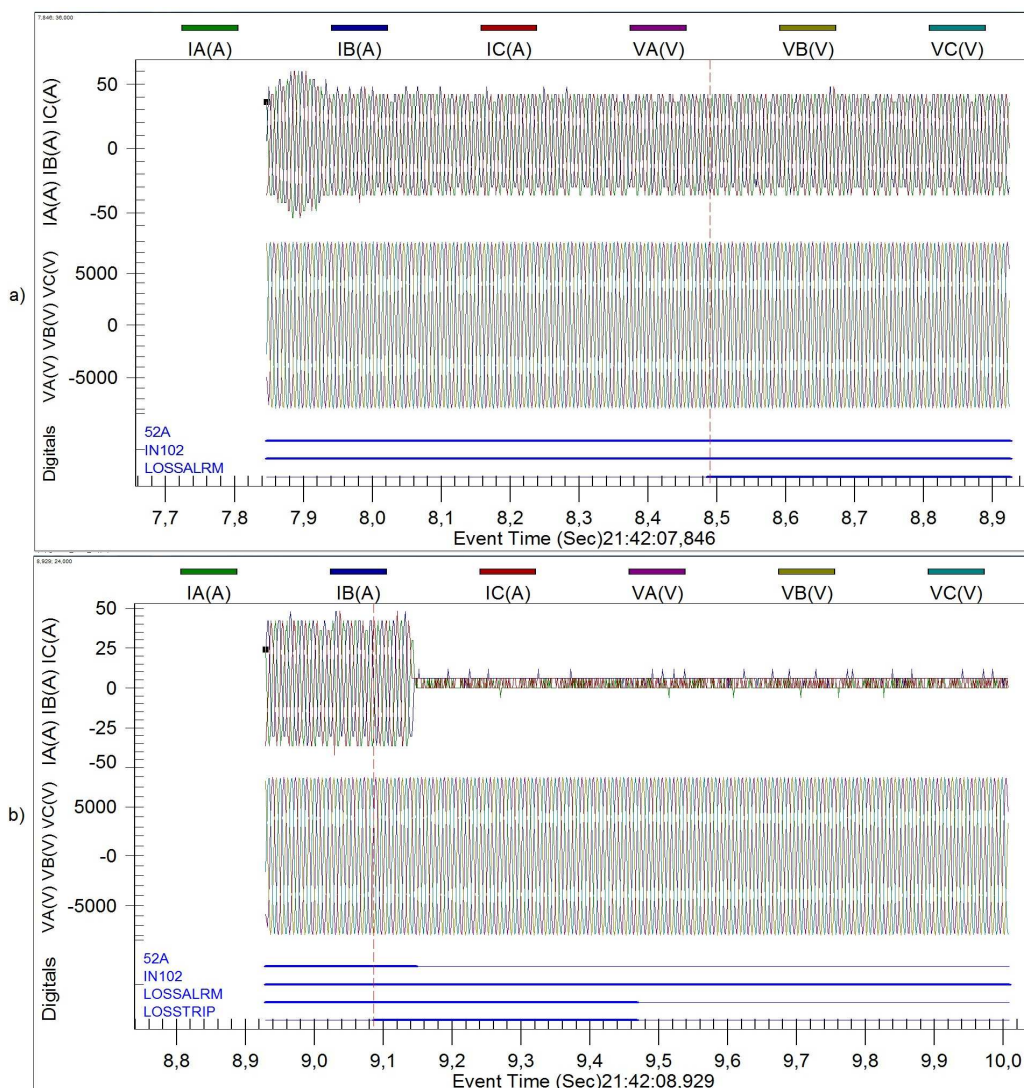 7,846; 36,000
IA(A) IB(A) IC(A) VA(V) VB(V) VC(V)
IA(A) IB(A) IC(A)
50
0
-50
a)
VA(V) VB(V) VC(V)
5000
0
-5000
Digitals
52A
IN102
LOSSALRM
7,7 7,8 7,9 8,0 8,1 8,2 8,3 8,4 8,5 8,6 8,7 8,8 8,9
Event Time (Sec)21:42:07,846
8,929; 24,000
IA(A) IB(A) IC(A) VA(V) VB(V) VC(V)
IA(A) IB(A) IC(A)
50
25
0
-25
-50
b)
VA(V) VB(V) VC(V)
5000
-0
-5000
Digitals
52A
IN102
LOSSALRM
LOSSTRIP
8,8 8,9 9,0 9,1 9,2 9,3 9,4 9,5 9,6 9,7 9,8 9,9 10,0
Event Time (Sec)21:42:08,929